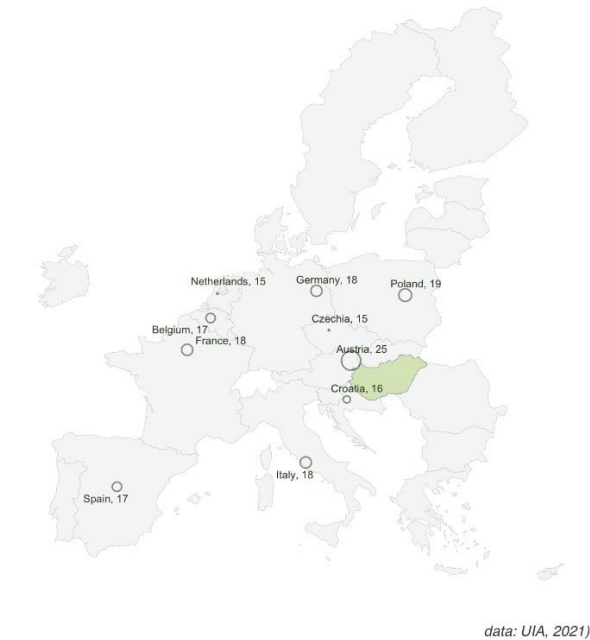 Netherlands, 15
Germany, 18
Poland, 19
Czechia, 15
Belgium, 17
France, 18
Austria, 25
Croatia, 16
Italy, 18
Spain, 17
data: UIA, 2021)